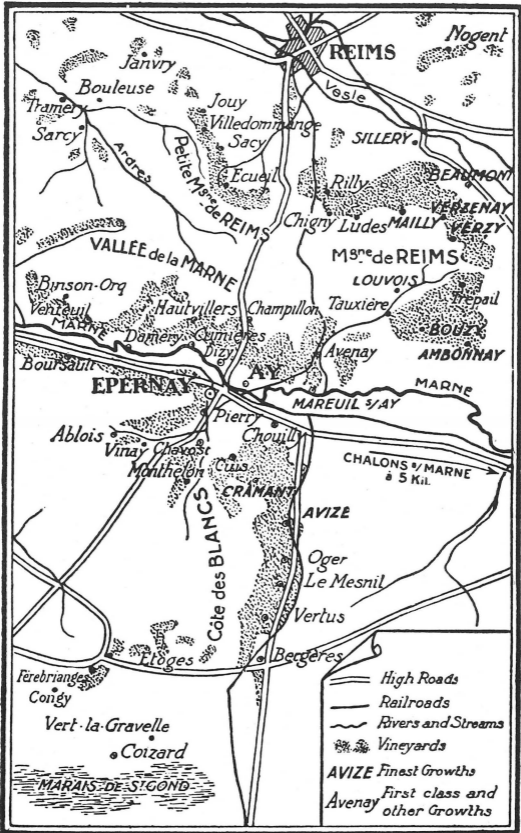 REIMS
Nogent
Janvry
Bouleuse
Tramery
Sarcy
Jouy
Villedommange
Sacy
Ecueil
Vesle
SILLERY
Ardres
Petite Mgne de REIMS
Rilly
BEAUMONT
VERZENAY
VERZY
Chigny
Ludes
MAILLY
VALLÉE de la MARNE
Mgne de REIMS
LOUVOIS
Trepail
Binson-Orq
Venteuil
Hautvillers
Champillon
Tauxière
MARNE
Damery
Cumières
Dizy
BOUZY
AMBONNAY
Avenay
Boursault
EPERNAY
AY
MARNE
MAREUIL s/AY
Pierry
Chouilly
Ablois
Vinay
Chavost
Monthelon
Cuis
CRAMANT
CHALONS s/MARNE
à 5 Kil.
AVIZE
Côte des BLANCS
Oger
Le Mesnil
Vertus
Etoges
Bergères
Ferebrianges
Congy
Vert-la-Gravelle
Coizard
MARAIS-DE-St GOND
High Roads
Railroads
Rivers and Streams
Vineyards
AVIZE Finest Growths
Avenay First class and
other Growths